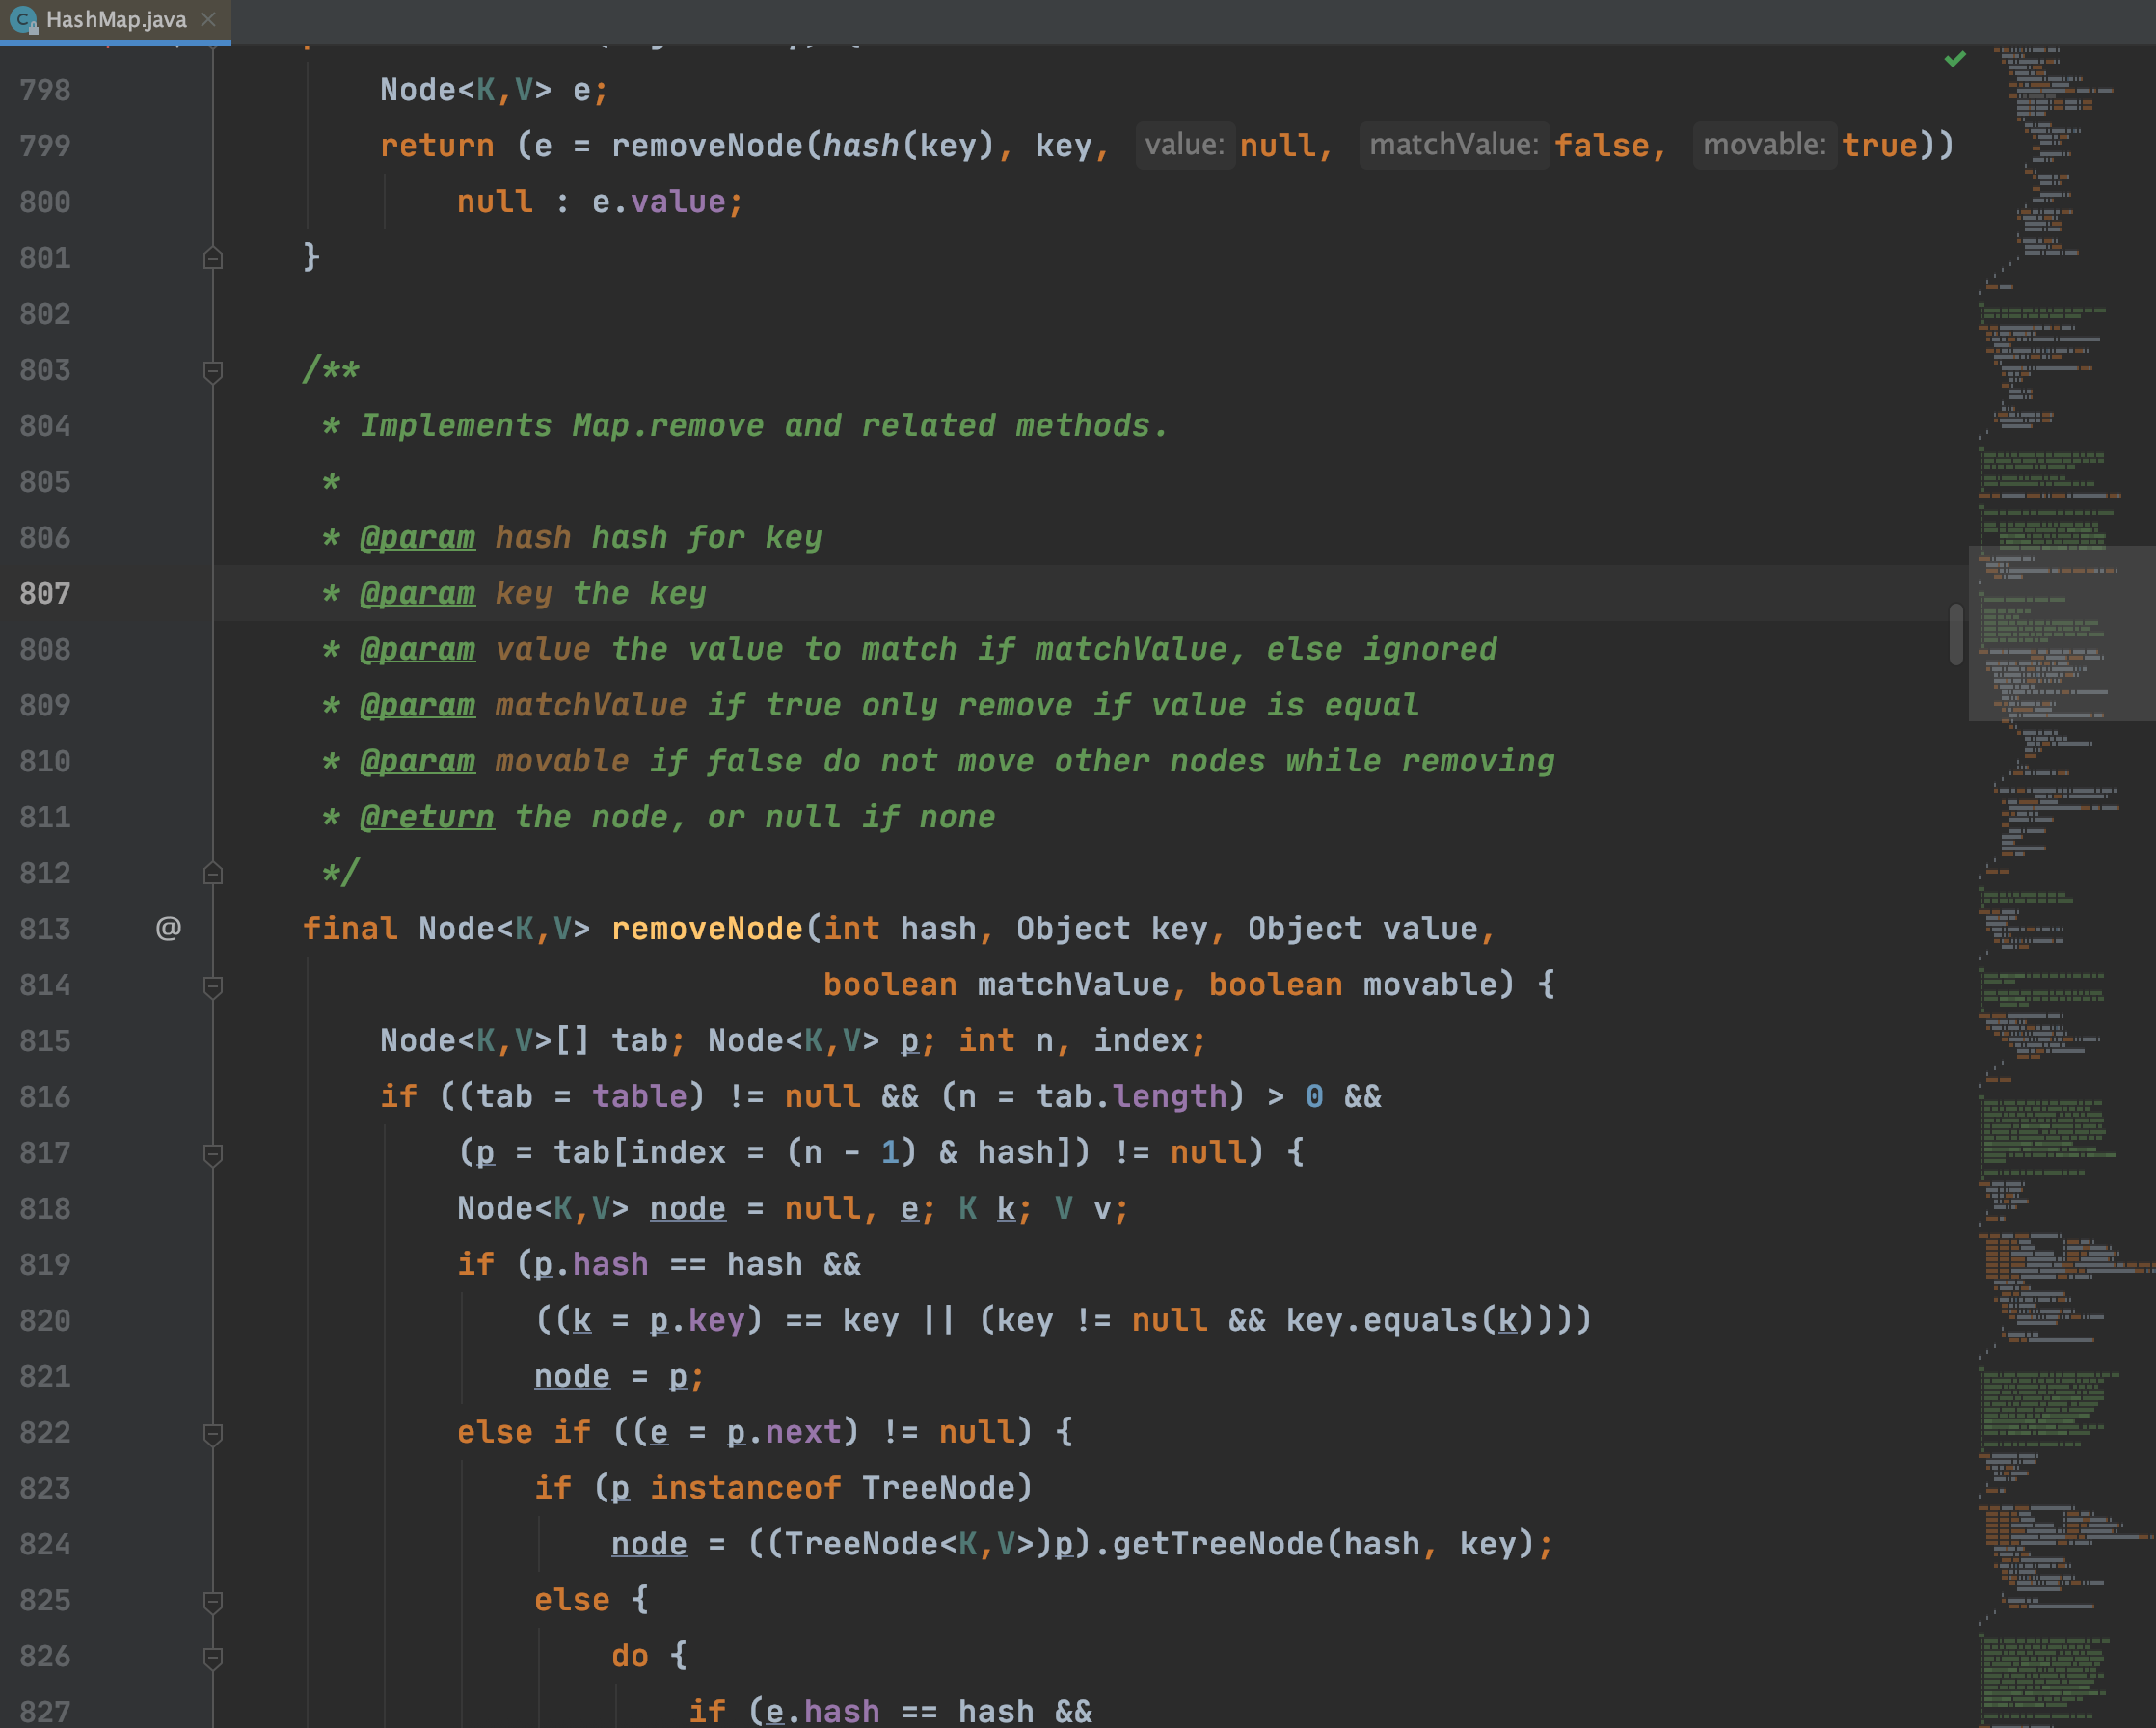 HashMap.java
798 Node<K,V> e;
799 return (e = removeNode(hash(key), key, value: null, matchValue: false, movable: true))
800 null : e.value;
801 }
802
803 /**
804 * Implements Map.remove and related methods.
805 *
806 * @param hash hash for key
807 * @param key the key
808 * @param value the value to match if matchValue, else ignored
809 * @param matchValue if true only remove if value is equal
810 * @param movable if false do not move other nodes while removing
811 * @return the node, or null if none
812 */
813 @ final Node<K,V> removeNode(int hash, Object key, Object value,
814 boolean matchValue, boolean movable) {
815 Node<K,V>[] tab; Node<K,V> p; int n, index;
816 if ((tab = table) != null && (n = tab.length) > 0 &&
817 (p = tab[index = (n - 1) & hash]) != null) {
818 Node<K,V> node = null, e; K k; V v;
819 if (p.hash == hash &&
820 ((k = p.key) == key || (key != null && key.equals(k))))
821 node = p;
822 else if ((e = p.next) != null) {
823 if (p instanceof TreeNode)
824 node = ((TreeNode<K,V>)p).getTreeNode(hash, key);
825 else {
826 do {
827 if (e.hash == hash &&